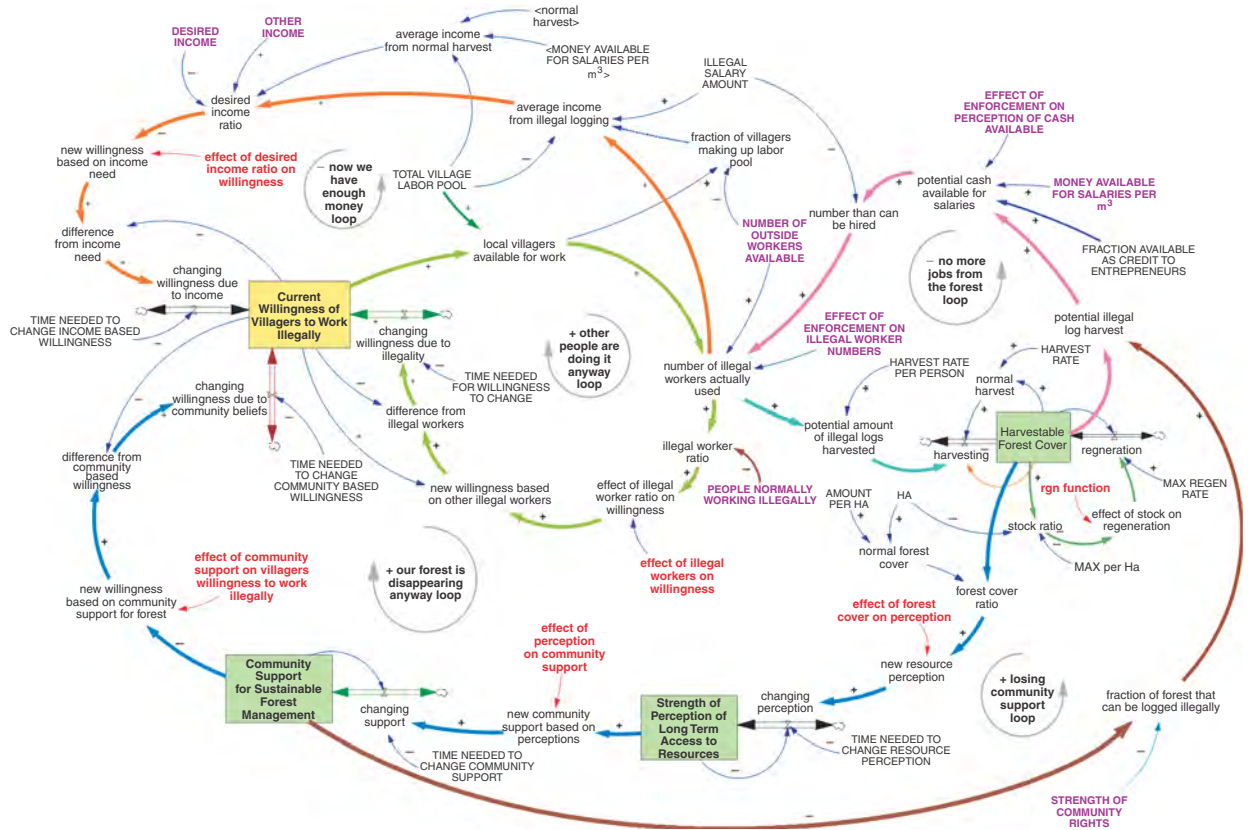 DESIRED
INCOME
OTHER
INCOME
average income
from normal harvest
<normal
harvest>
<MONEY AVAILABLE
FOR SALARIES PER
m³>
ILLEGAL
SALARY
AMOUNT
EFFECT OF
ENFORCEMENT ON
PERCEPTION OF CASH
AVAILABLE
desired
income
ratio
average income
from illegal logging
fraction of villagers
making up labor
pool
new willingness
based on income
need
effect of desired
income ratio on
willingness
– now we
have
enough
money
loop
TOTAL VILLAGE
LABOR POOL
potential cash
available for
salaries
MONEY AVAILABLE
FOR SALARIES PER
m³
number than can
be hired
NUMBER OF
OUTSIDE
WORKERS
AVAILABLE
difference
from income
need
local villagers
available for work
– no more
jobs from
the forest
loop
FRACTION AVAILABLE
AS CREDIT TO
ENTREPRENEURS
changing
willingness due
to income
Current
Willingness of
Villagers to Work
Illegally
TIME NEEDED TO
CHANGE INCOME BASED
WILLINGNESS
changing
willingness due to
illegality
+ other
people are
doing it
anyway
loop
EFFECT OF
ENFORCEMENT ON
ILLEGAL WORKER
NUMBERS
potential illegal
log harvest
HARVEST
RATE
TIME NEEDED
FOR WILLINGNESS
TO CHANGE
number of illegal
workers actually
used
HARVEST RATE
PER PERSON
normal
harvest
changing
willingness due to
community beliefs
difference from
illegal workers
potential amount
of illegal logs
harvested
Harvestable
Forest Cover
harvesting
regneration
illegal worker
ratio
difference from
community
based
willingness
TIME NEEDED
TO CHANGE
COMMUNITY BASED
WILLINGNESS
new willingness based
on other illegal workers
effect of illegal
worker ratio on
willingness
PEOPLE NORMALLY
WORKING ILLEGALLY
MAX REGEN
RATE
rgn function
AMOUNT
PER HA
HA
stock ratio
effect of stock on
regeneration
normal forest
cover
MAX per Ha
effect of community
support on villagers
willingness to work
illegally
+ our forest is
disappearing
anyway loop
effect of illegal
workers on
willingness
new willingness
based on community
support for forest
forest cover
ratio
effect of forest
cover on perception
effect of
perception
on community
support
new resource
perception
Community
Support
for Sustainable
Forest
Management
changing
support
new community
support based on
perceptions
Strength of
Perception of
Long Term
Access to
Resources
changing
perception
+ losing
community
support
loop
fraction of forest that
can be logged illegally
TIME NEEDED TO
CHANGE COMMUNITY
SUPPORT
TIME NEEDED TO
CHANGE RESOURCE
PERCEPTION
STRENGTH OF
COMMUNITY
RIGHTS